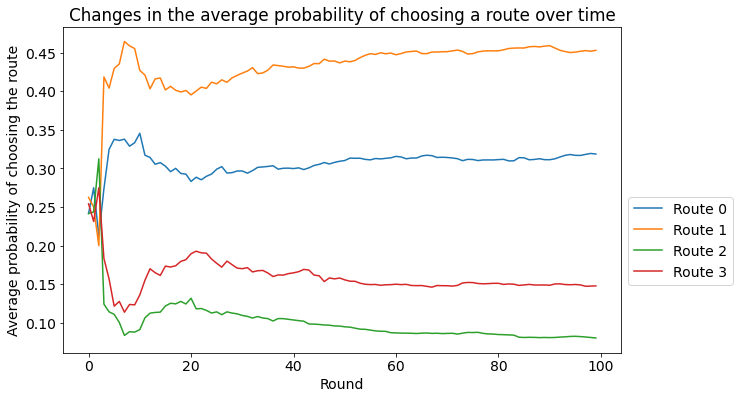 Changes in the average probability of choosing a route over time
Average probability of choosing the route
0.45
0.40
0.35
0.30
0.25
0.20
0.15
0.10
0 20 40 60 80 100
Round
Route 0
Route 1
Route 2
Route 3